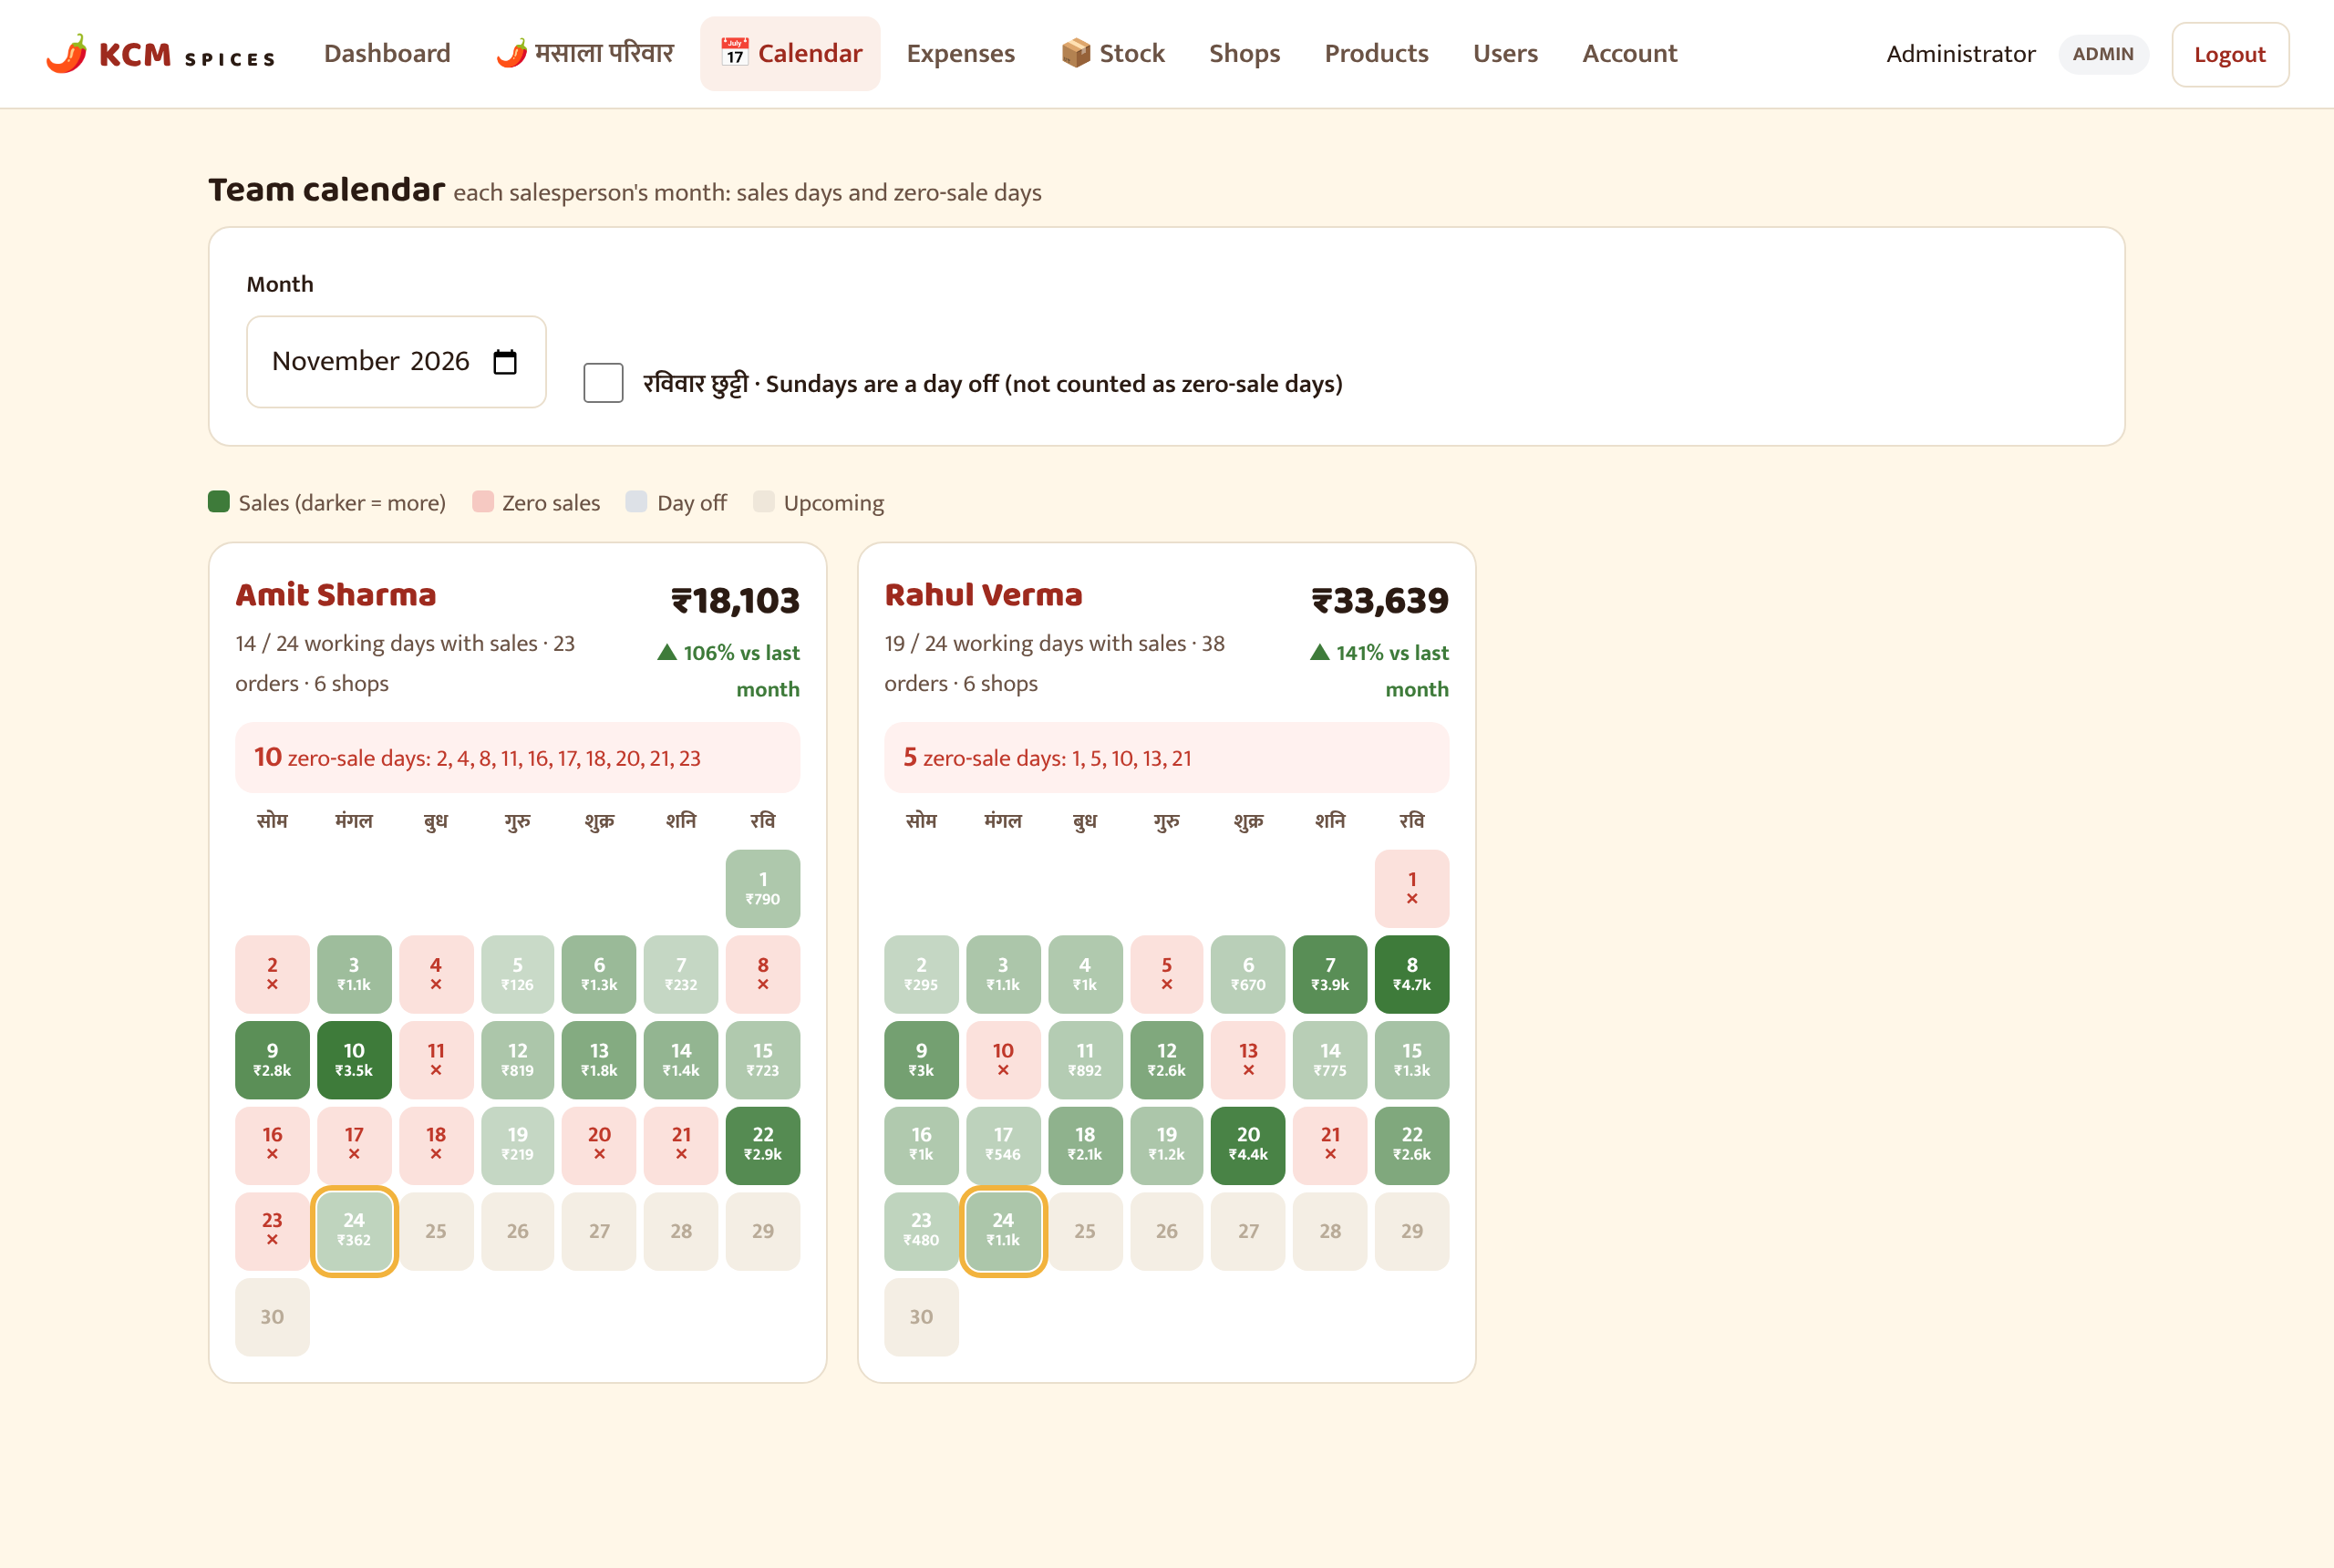 KCM SPICES Dashboard मसाला परिवार Calendar Expenses Stock Shops Products Users Account Administrator ADMIN Logout
Team calendar each salesperson's month: sales days and zero-sale days
Month
November 2026
रविवार छुट्टी · Sundays are a day off (not counted as zero-sale days)
Sales (darker = more) Zero sales Day off Upcoming
Amit Sharma ₹18,103
14 / 24 working days with sales · 23 orders · 6 shops
▲ 106% vs last month
10 zero-sale days: 2, 4, 8, 11, 16, 17, 18, 20, 21, 23
सोम मंगल बुध गुरु शुक्र शनि रवि
1
₹790
2 3 4 5 6 7 8
× ₹1.1k × ₹126 ₹1.3k ₹232 ×
9 10 11 12 13 14 15
₹2.8k ₹3.5k × ₹819 ₹1.8k ₹1.4k ₹723
16 17 18 19 20 21 22
× × × ₹219 × × ₹2.9k
23 24 25 26 27 28 29
× ₹362
30
Rahul Verma ₹33,639
19 / 24 working days with sales · 38 orders · 6 shops
▲ 141% vs last month
5 zero-sale days: 1, 5, 10, 13, 21
सोम मंगल बुध गुरु शुक्र शनि रवि
1
×
2 3 4 5 6 7 8
₹295 ₹1.1k ₹1k × ₹670 ₹3.9k ₹4.7k
9 10 11 12 13 14 15
₹3k × ₹892 ₹2.6k × ₹775 ₹1.3k
16 17 18 19 20 21 22
₹1k ₹546 ₹2.1k ₹1.2k ₹4.4k × ₹2.6k
23 24 25 26 27 28 29
₹480 ₹1.1k
30